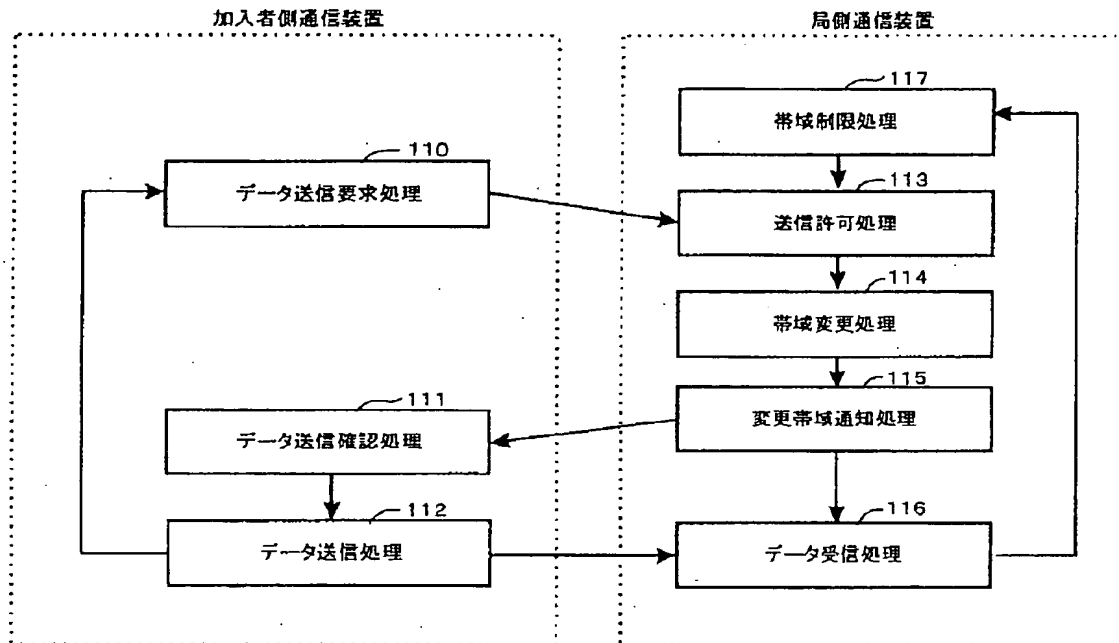 加入者側通信装置
局側通信装置
117
帯域制限処理
110
データ送信要求処理
113
送信許可処理
114
帯域変更処理
115
変更帯域通知処理
111
データ送信確認処理
112
データ送信処理
116
データ受信処理